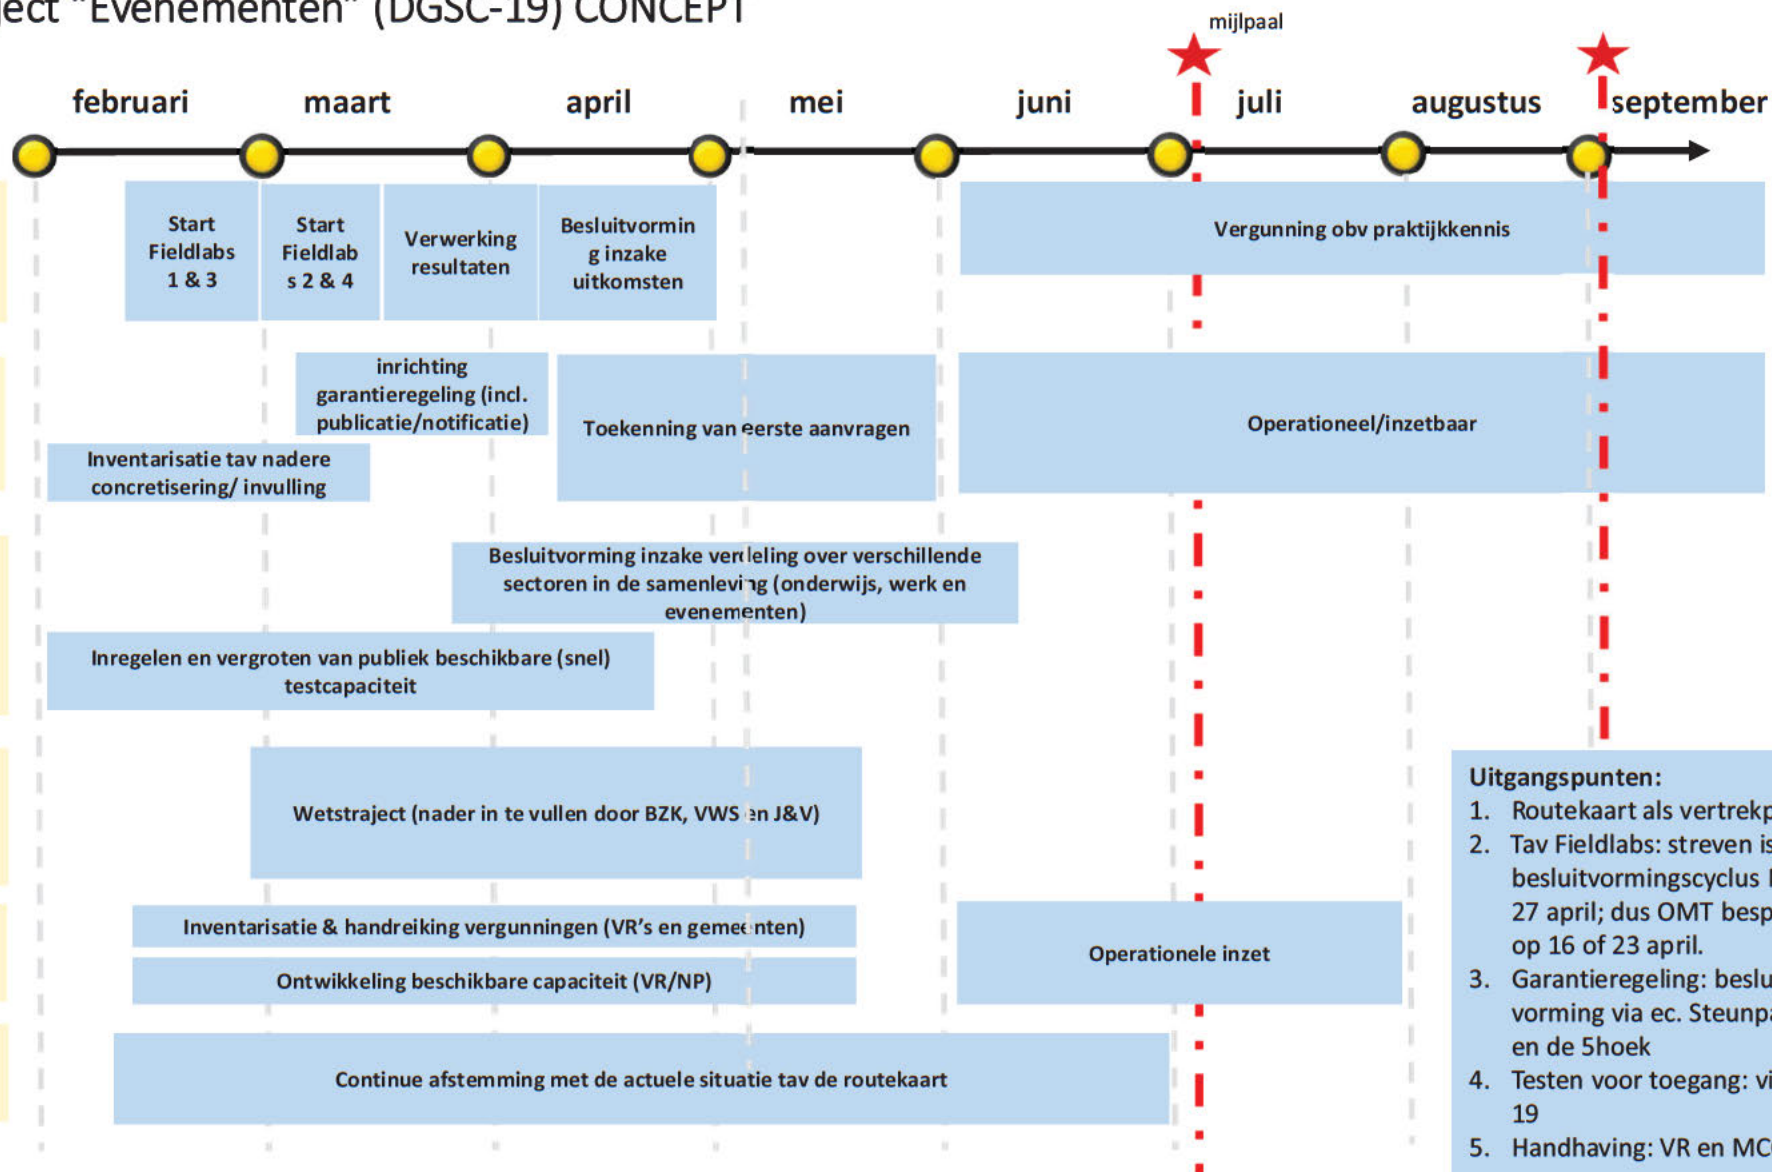 ject "Evenementen" (DGSC-19) CONCEPT
mijlpaal
februari maart april mei juni juli augustus september
Start
Fieldlabs
1 & 3
Start
Fieldlab
s 2 & 4
Verwerking
resultaten
Besluitvormin
g inzake
uitkomsten
Vergunning obv praktijkkennis
inrichting
garantieregeling (incl.
publicatie/notificatie)
Inventarisatie tav nadere
concretisering/ invulling
Toekenning van eerste aanvragen
Operationeel/inzetbaar
Besluitvorming inzake verdeling over verschillende
sectoren in de samenleving (onderwijs, werk en
evenementen)
Inregelen en vergroten van publiek beschikbare (snel)
testcapaciteit
Wetstraject (nader in te vullen door BZK, VWS en J&V)
Inventarisatie & handreiking vergunningen (VR's en gemeenten)
Ontwikkeling beschikbare capaciteit (VR/NP)
Operationele inzet
Continue afstemming met de actuele situatie tav de routekaart
Uitgangspunten:
1. Routekaart als vertrekp
2. Tav Fieldlabs: streven is
besluitvormingscyclus
27 april; dus OMT besp
op 16 of 23 april.
3. Garantieregeling: beslu
vorming via ec. Steunpa
en de 5hoek
4. Testen voor toegang: vi
19
5. Handhaving: VR en MC